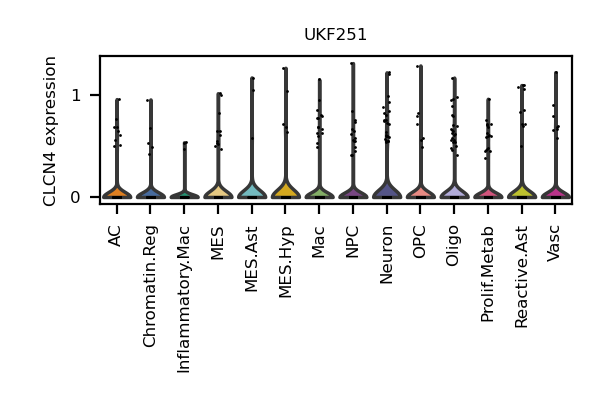 UKF251
CLCN4 expression
1
0
AC
Chromatin.Reg
Inflammatory.Mac
MES
MES.Ast
MES.Hyp
Mac
NPC
Neuron
OPC
Oligo
Prolif.Metab
Reactive.Ast
Vasc